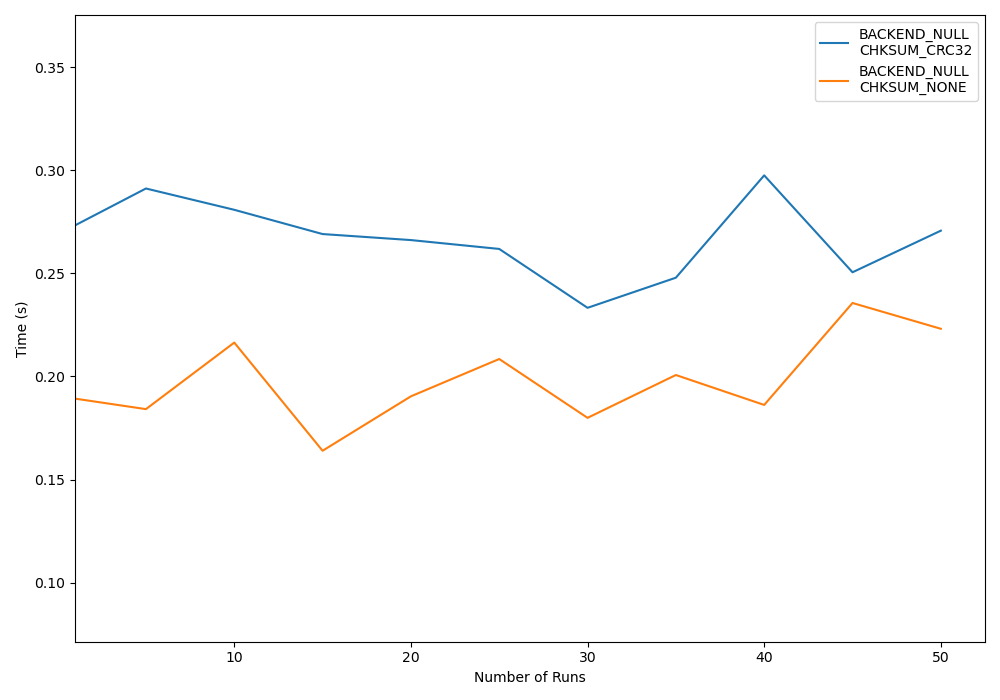 BACKEND_NULL
CHKSUM_CRC32
BACKEND_NULL
CHKSUM_NONE
0.35
0.30
0.25
0.20
0.15
0.10
Time (s)
10 20 30 40 50
Number of Runs